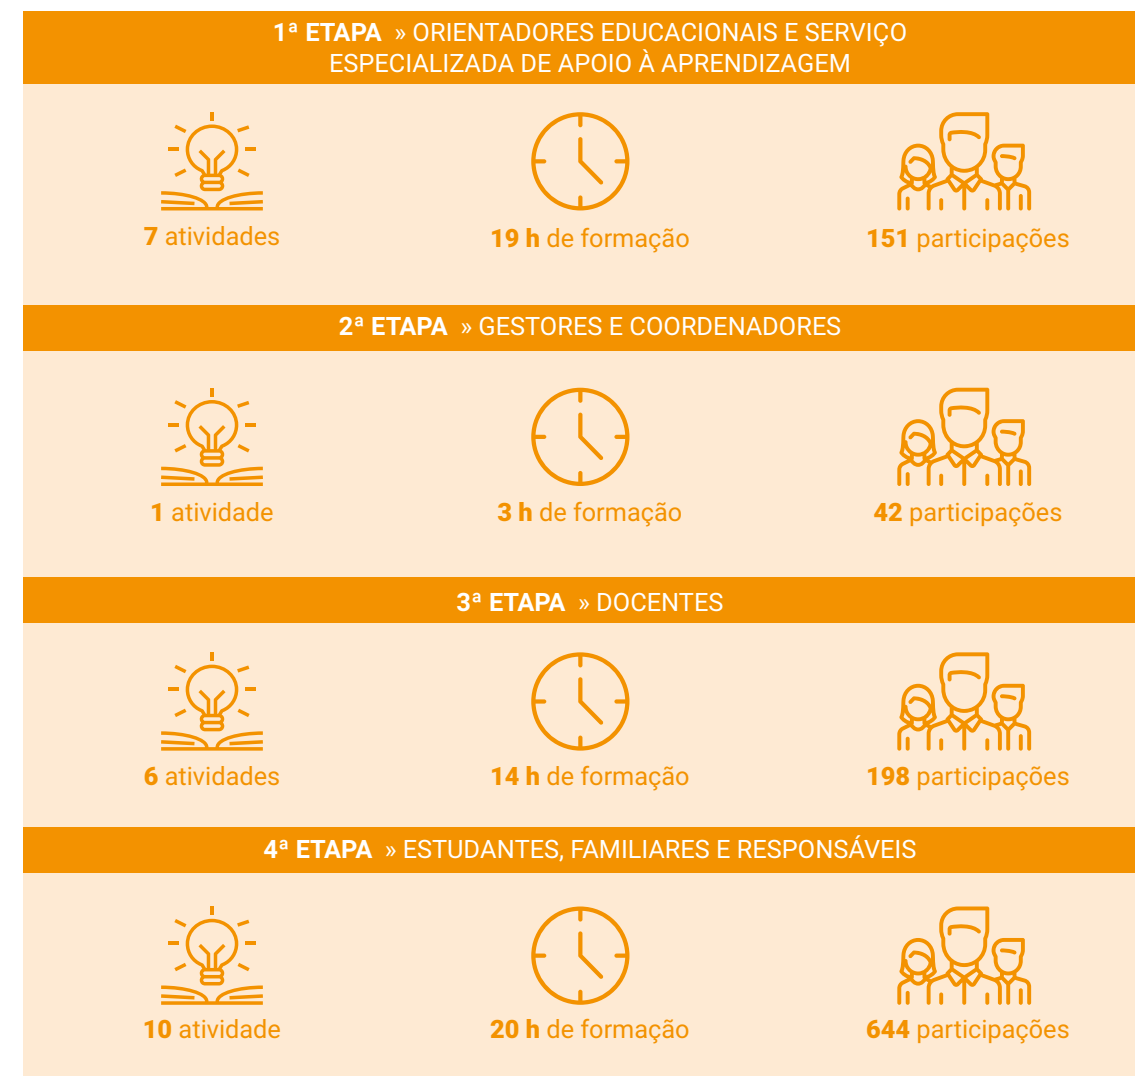 1ª ETAPA » ORIENTADORES EDUCACIONAIS E SERVIÇO
ESPECIALIZADA DE APOIO À APRENDIZAGEM
7 atividades
19 h de formação
151 participações
2ª ETAPA » GESTORES E COORDENADORES
1 atividade
3 h de formação
42 participações
3ª ETAPA » DOCENTES
6 atividades
14 h de formação
198 participações
4ª ETAPA » ESTUDANTES, FAMILIARES E RESPONSÁVEIS
10 atividade
20 h de formação
644 participações